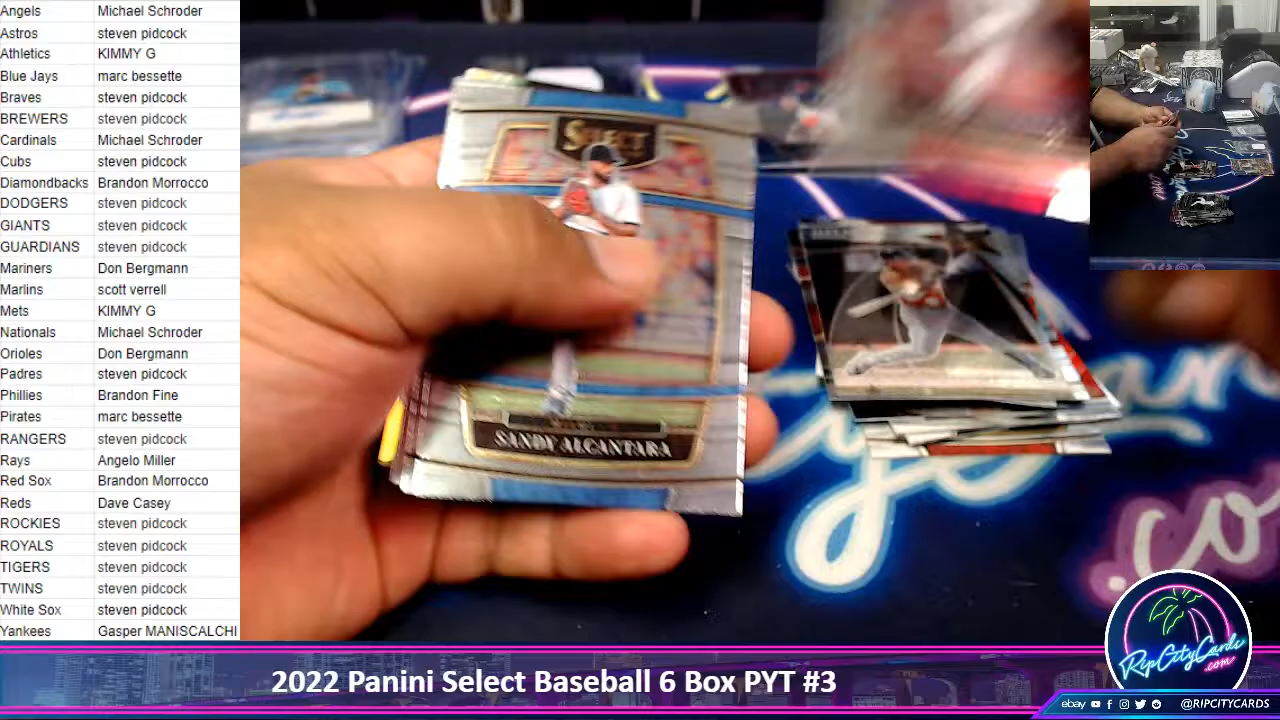 Angels Michael Schroder
Astros steven pidcock
Athletics KIMMY G
Blue Jays marc bessette
Braves steven pidcock
BREWERS steven pidcock
Cardinals Michael Schroder
Cubs steven pidcock
Diamondbacks Brandon Morrocco
DODGERS steven pidcock
GIANTS steven pidcock
GUARDIANS steven pidcock
Mariners Don Bergmann
Marlins scott verrell
Mets KIMMY G
Nationals Michael Schroder
Orioles Don Bergmann
Padres steven pidcock
Phillies Brandon Fine
Pirates marc bessette
RANGERS steven pidcock
Rays Angelo Miller
Red Sox Brandon Morrocco
Reds Dave Casey
ROCKIES steven pidcock
ROYALS steven pidcock
TIGERS steven pidcock
TWINS steven pidcock
White Sox steven pidcock
Yankees Gasper MANISCALCHI
SELECT
SANDY ALCANTARA
.co
RipCityCards
.com
2022 Panini Select Baseball 6 Box PYT #3
ebay @RIPCITYCARDS